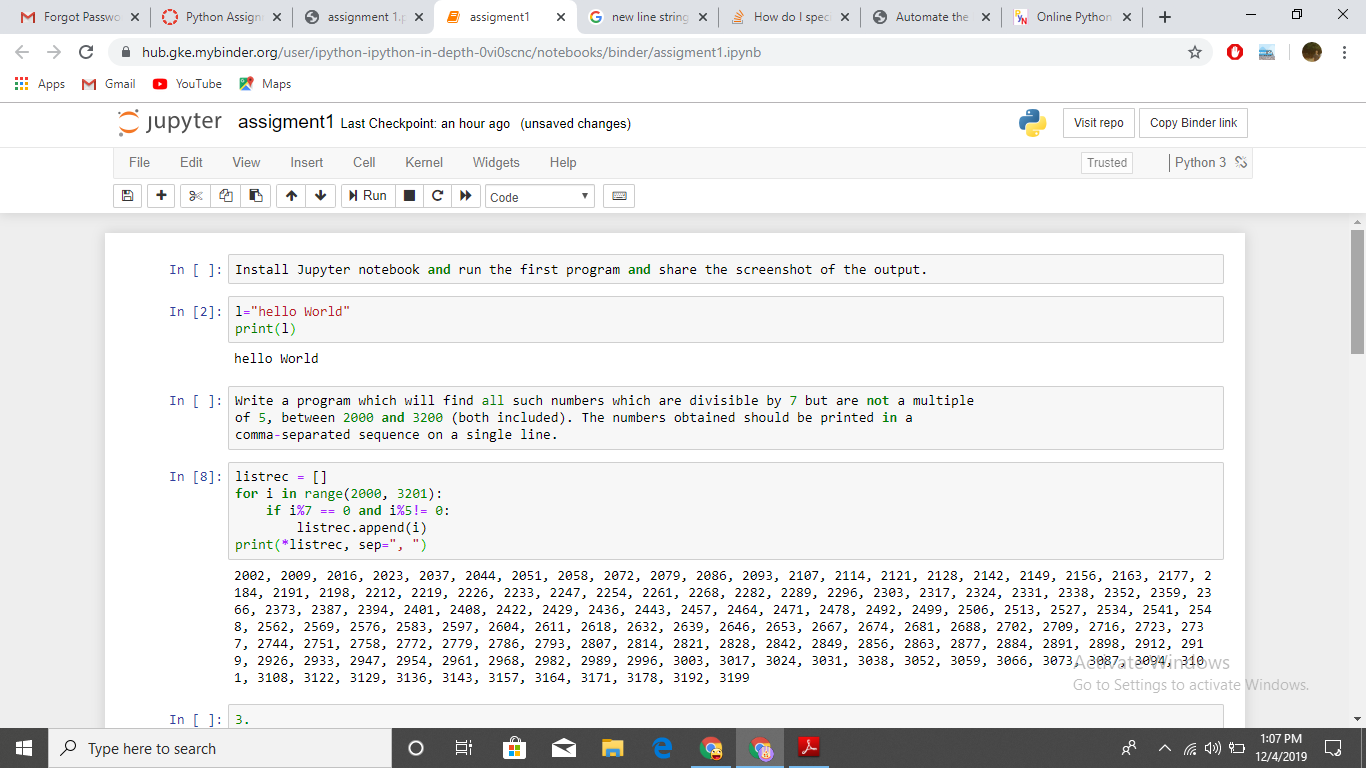 Forgot Passwo
Python Assign
assignment 1.p
assigment1
new line string
How do I speci
Automate the
Online Python
hub.gke.mybinder.org/user/ipython-ipython-in-depth-0vi0scnc/notebooks/binder/assigment1.ipynb
Apps Gmail YouTube Maps
jupyter assigment1 Last Checkpoint: an hour ago (unsaved changes)
Visit repo Copy Binder link
File Edit View Insert Cell Kernel Widgets Help
Trusted Python 3
Run Code
In [ ]: Install Jupyter notebook and run the first program and share the screenshot of the output.
In [2]: l="hello World"
print(l)
hello World
In [ ]: Write a program which will find all such numbers which are divisible by 7 but are not a multiple
of 5, between 2000 and 3200 (both included). The numbers obtained should be printed in a
comma-separated sequence on a single line.
In [8]: listrec = []
for i in range(2000, 3201):
    if i%7 == 0 and i%5!= 0:
        listrec.append(i)
print(*listrec, sep=", ")
2002, 2009, 2016, 2023, 2037, 2044, 2051, 2058, 2072, 2079, 2086, 2093, 2107, 2114, 2121, 2128, 2142, 2149, 2156, 2163, 2177, 2
184, 2191, 2198, 2212, 2219, 2226, 2233, 2247, 2254, 2261, 2268, 2282, 2289, 2296, 2303, 2317, 2324, 2331, 2338, 2352, 2359, 23
66, 2373, 2387, 2394, 2401, 2408, 2422, 2429, 2436, 2443, 2457, 2464, 2471, 2478, 2492, 2499, 2506, 2513, 2527, 2534, 2541, 254
8, 2562, 2569, 2576, 2583, 2597, 2604, 2611, 2618, 2632, 2639, 2646, 2653, 2667, 2674, 2681, 2688, 2702, 2709, 2716, 2723, 273
7, 2744, 2751, 2758, 2772, 2779, 2786, 2793, 2807, 2814, 2821, 2828, 2842, 2849, 2856, 2863, 2877, 2884, 2891, 2898, 2912, 291
9, 2926, 2933, 2947, 2954, 2961, 2968, 2982, 2989, 2996, 3003, 3017, 3024, 3031, 3038, 3052, 3059, 3066, 3073, 3087, 3094, 310
1, 3108, 3122, 3129, 3136, 3143, 3157, 3164, 3171, 3178, 3192, 3199
Activate Windows
Go to Settings to activate Windows.
In [ ]: 3.
Type here to search
1:07 PM
12/4/2019